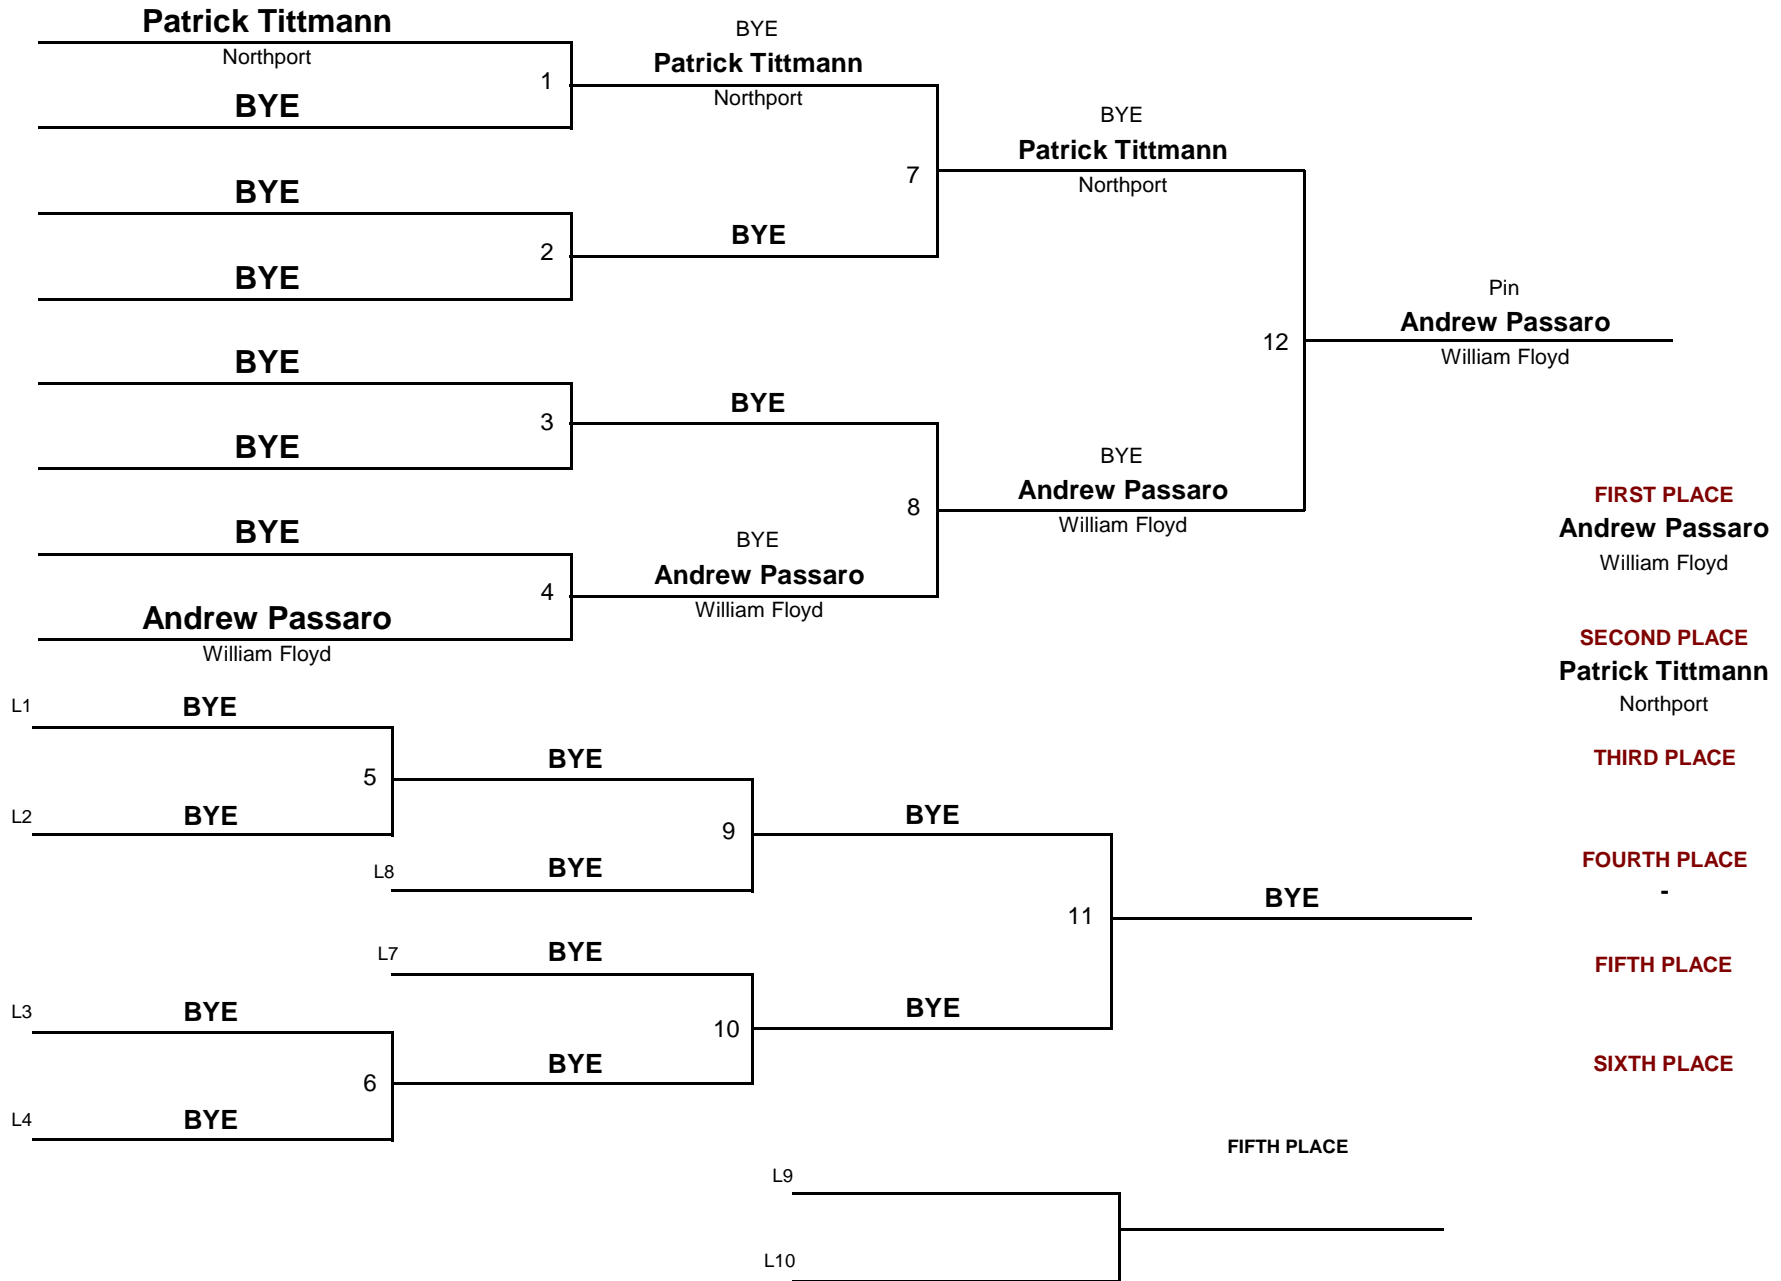 Patrick Tittmann
Northport
BYE
1
BYE
Patrick Tittmann
Northport
BYE
BYE
2
BYE
7
BYE
Patrick Tittmann
Northport
BYE
BYE
3
BYE
BYE
Andrew Passaro
William Floyd
4
BYE
Andrew Passaro
William Floyd
8
BYE
Andrew Passaro
William Floyd
12
Pin
Andrew Passaro
William Floyd
FIRST PLACE
Andrew Passaro
William Floyd
SECOND PLACE
Patrick Tittmann
Northport
THIRD PLACE
FOURTH PLACE
-
FIFTH PLACE
SIXTH PLACE
L1
BYE
L2
BYE
5
BYE
L8
BYE
9
BYE
L7
BYE
L3
BYE
L4
BYE
6
BYE
10
BYE
11
BYE
FIFTH PLACE
L9
L10